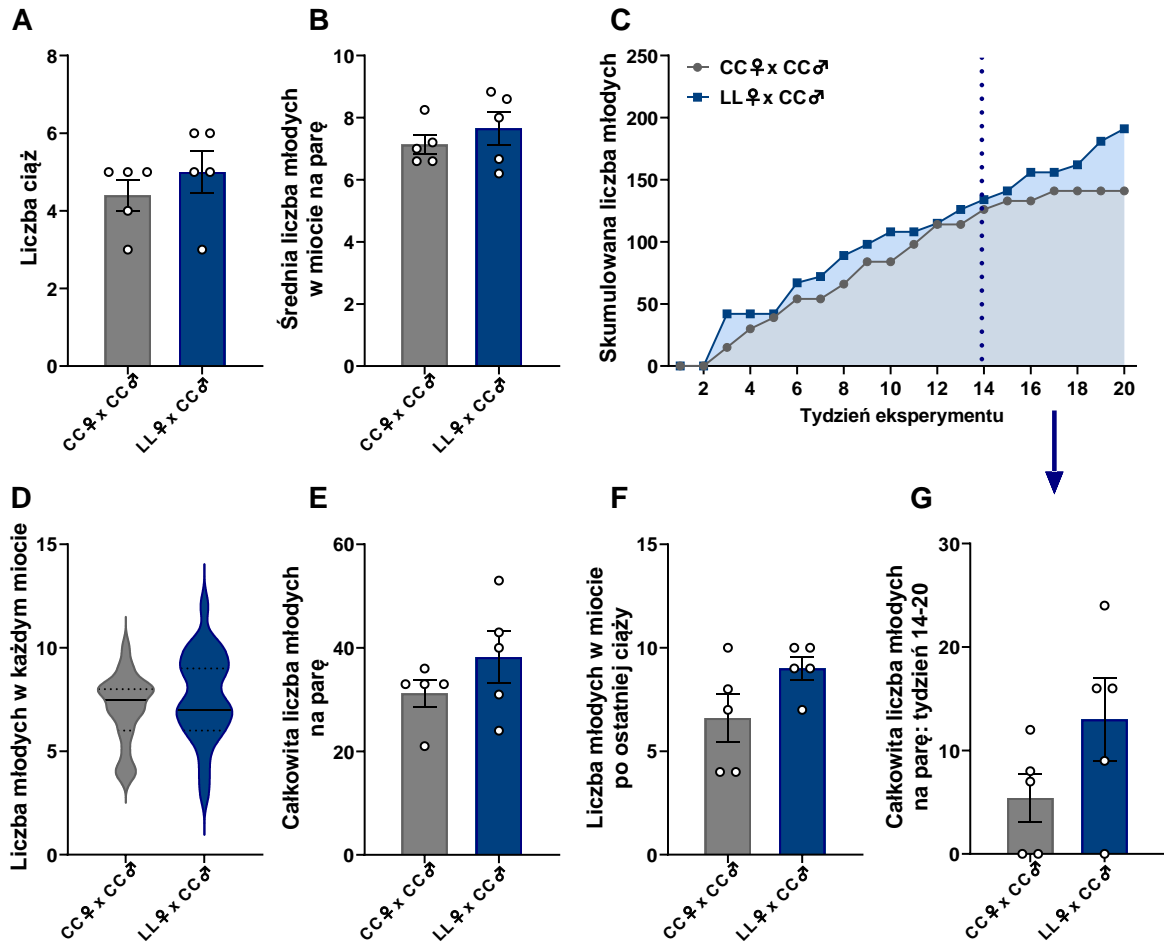 A
Liczba ciąż
8
6
4
2
0
CC♀x CC♂
LL♀x CC♂
B
Średnia liczba młodych
w miocie na parę
10
8
6
4
2
0
CC♀x CC♂
LL♀x CC♂
C
Skumulowana liczba młodych
250
200
150
100
50
0
CC♀x CC♂
LL♀x CC♂
2 4 6 8 10 12 14 16 18 20
Tydzień eksperymentu
D
Liczba młodych w każdym miocie
15
10
5
0
CC♀x CC♂
LL♀x CC♂
E
Całkowita liczba młodych
na parę
60
40
20
0
CC♀x CC♂
LL♀x CC♂
F
Liczba młodych w miocie
po ostatniej ciąży
15
10
5
0
CC♀x CC♂
LL♀x CC♂
G
Całkowita liczba młodych
na parę: tydzień 14-20
30
20
10
0
CC♀x CC♂
LL♀x CC♂